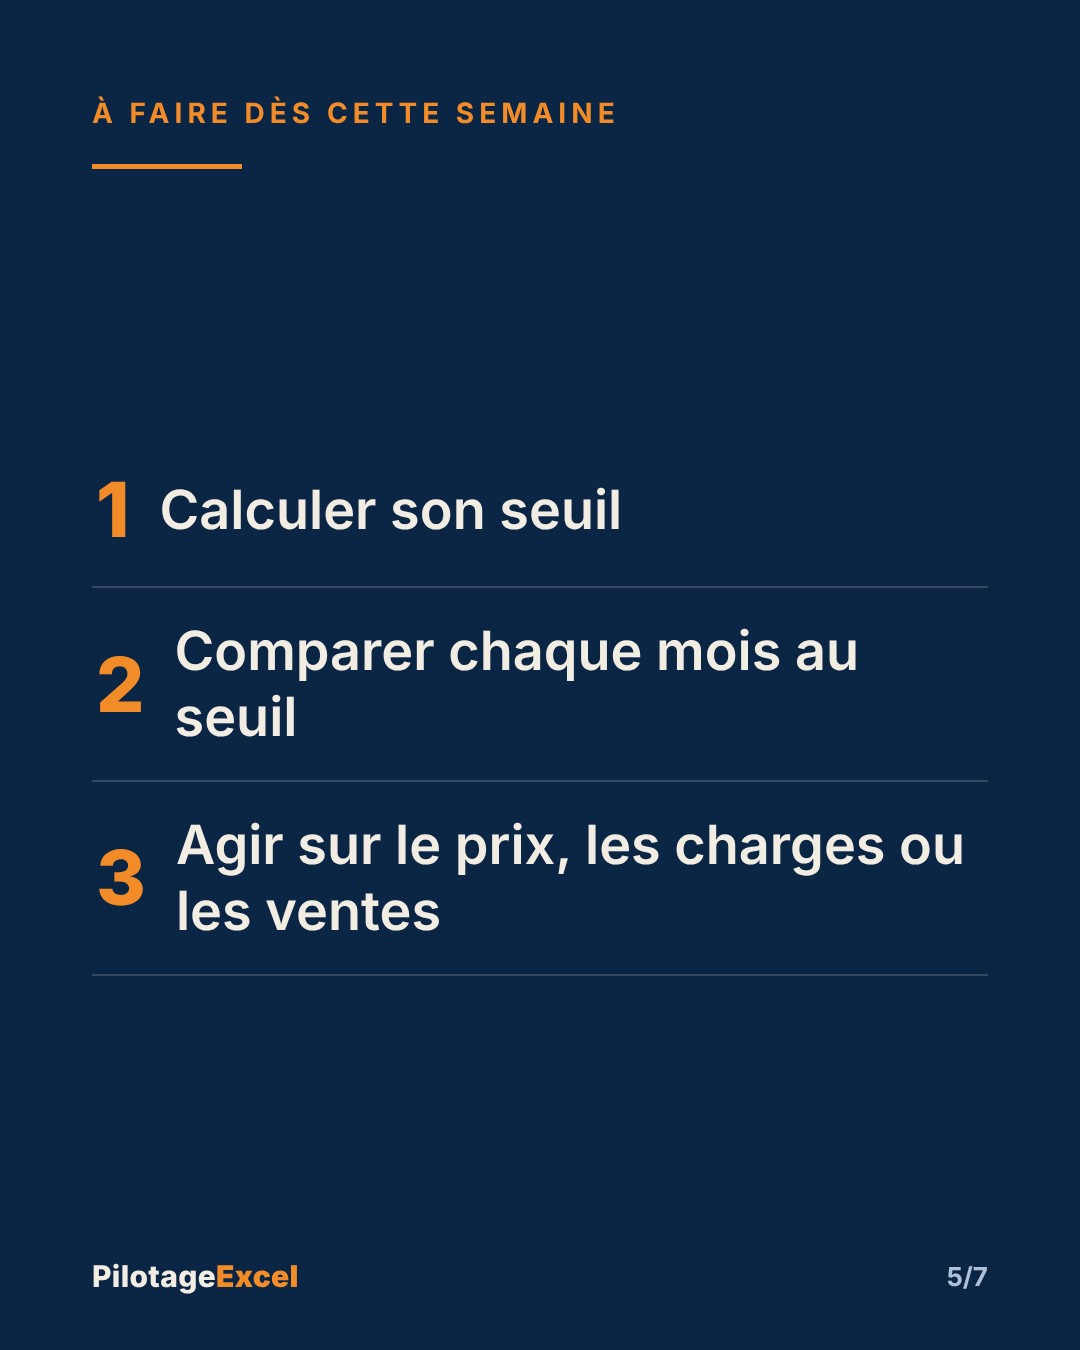 À FAIRE DÈS CETTE SEMAINE
1 Calculer son seuil
2 Comparer chaque mois au
seuil
3 Agir sur le prix, les charges ou
les ventes
PilotageExcel
5/7